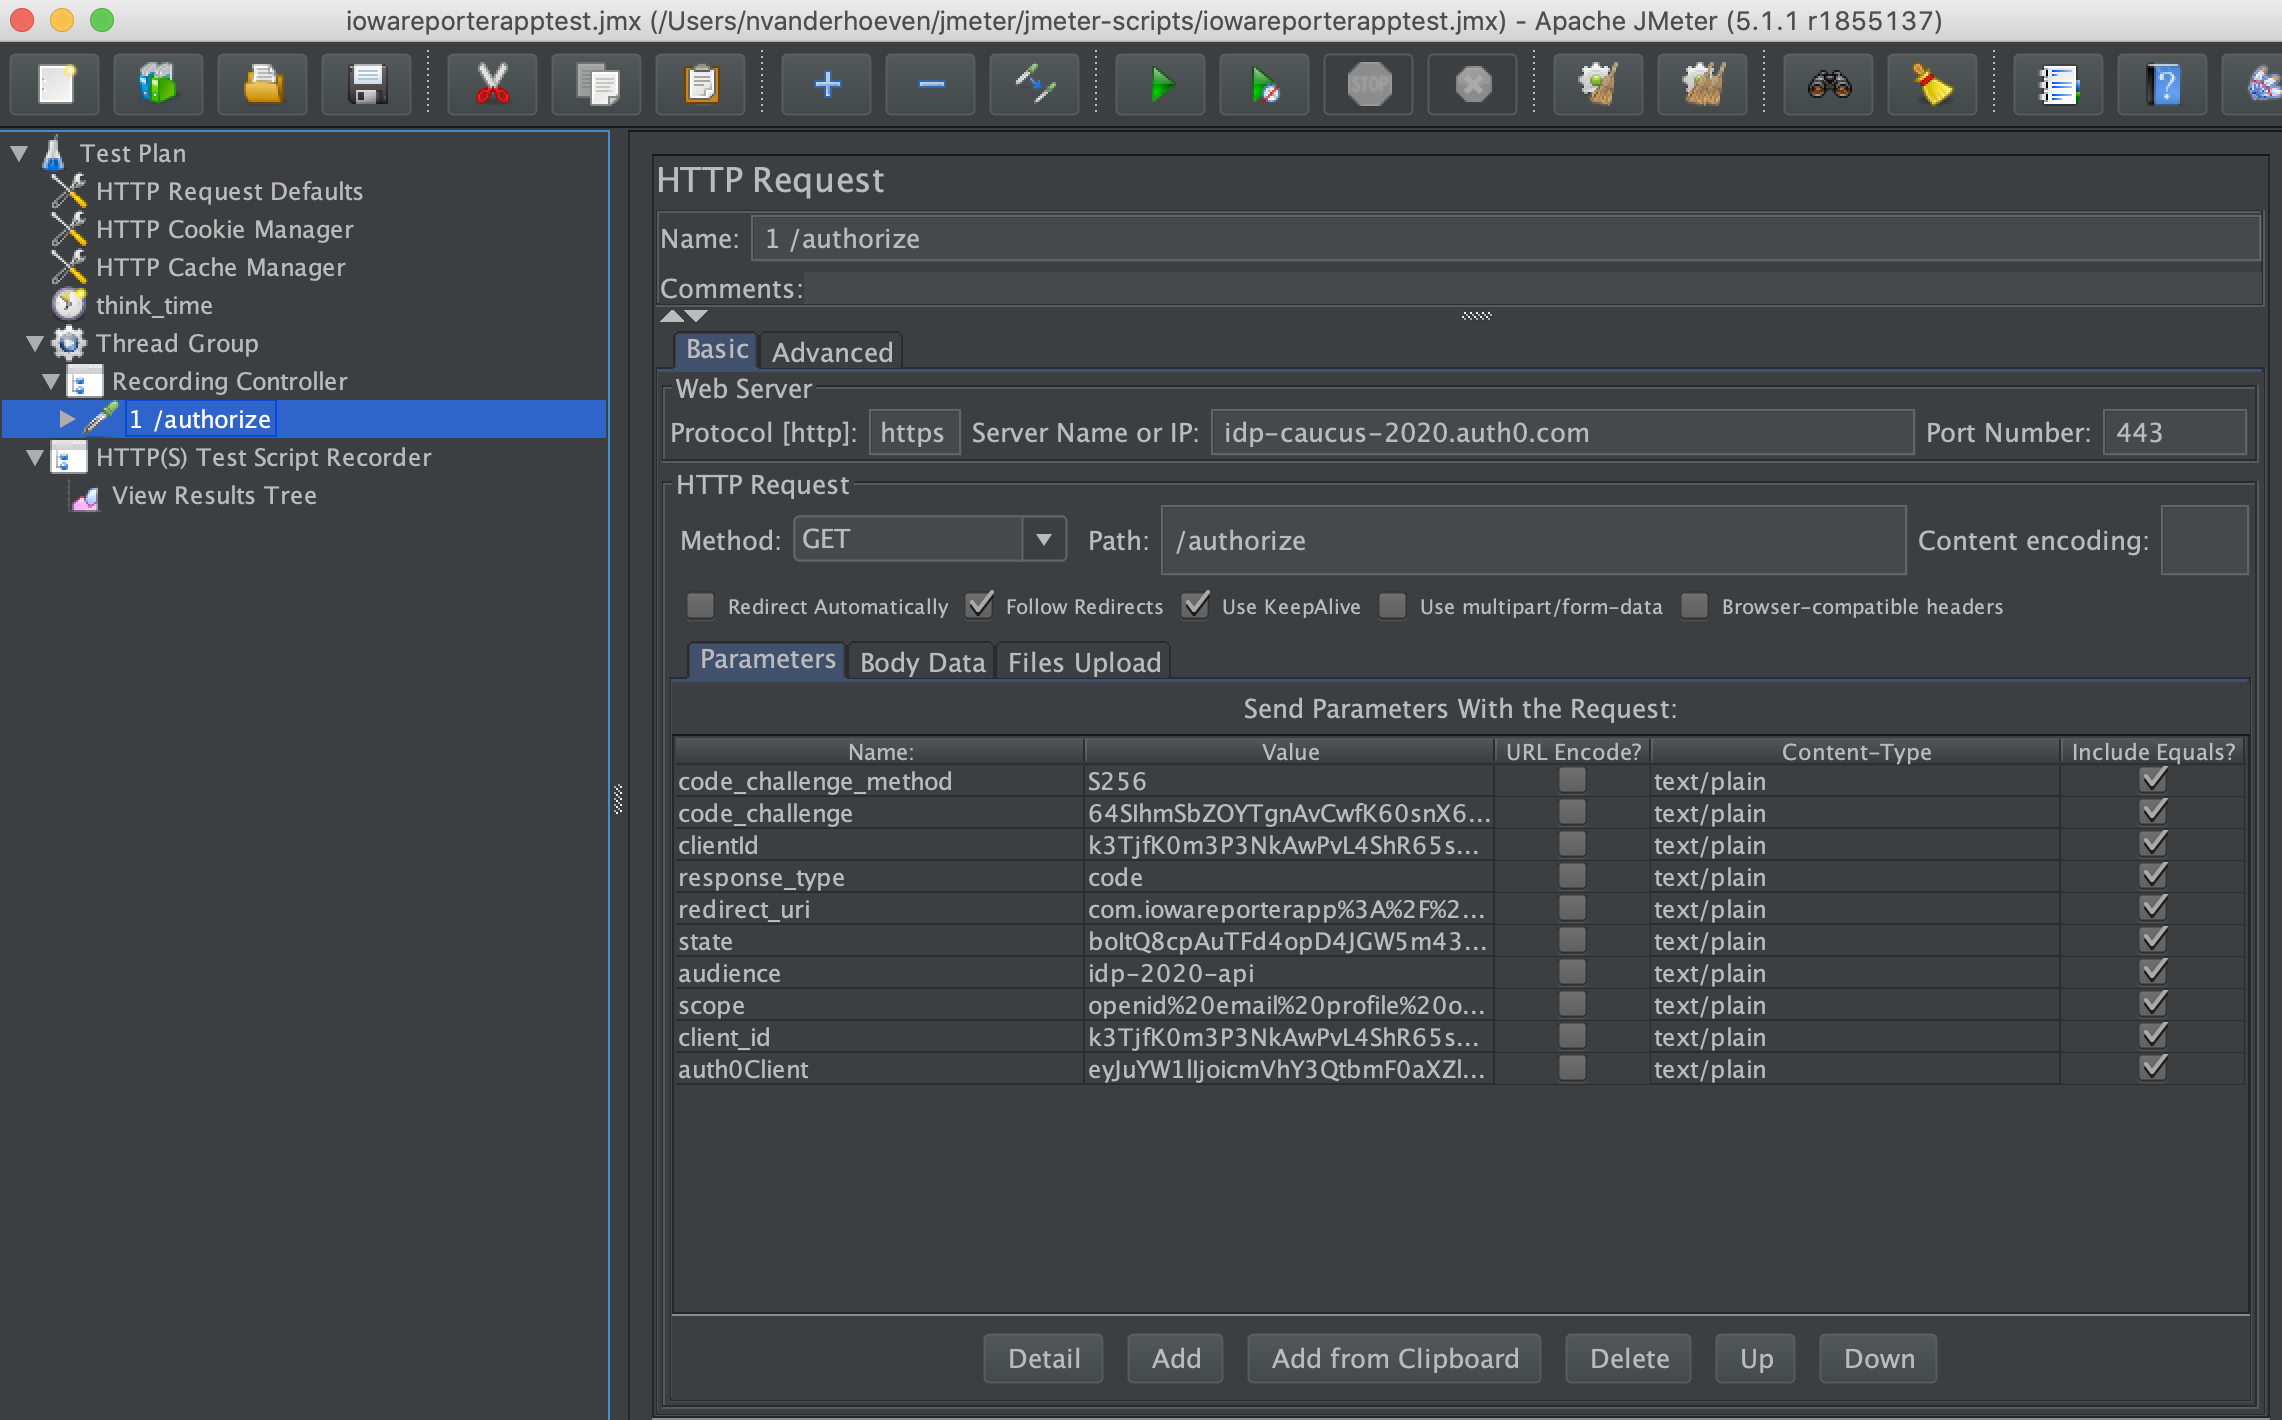 iowareporterapptest.jmx (/Users/nvanderhoeven/jmeter/jmeter-scripts/iowareporterapptest.jmx) - Apache JMeter (5.1.1 r1855137)
STOP
Test Plan
HTTP Request Defaults
HTTP Cookie Manager
HTTP Cache Manager
think_time
Thread Group
Recording Controller
1 /authorize
HTTP(S) Test Script Recorder
View Results Tree
HTTP Request
Name: 1 /authorize
Comments:
Basic Advanced
Web Server
Protocol [http]: https Server Name or IP: idp-caucus-2020.auth0.com Port Number: 443
HTTP Request
Method: GET Path: /authorize Content encoding:
Redirect Automatically Follow Redirects Use KeepAlive Use multipart/form-data Browser-compatible headers
Parameters Body Data Files Upload
Send Parameters With the Request:
Name: Value URL Encode? Content-Type Include Equals?
code_challenge_method S256 text/plain
code_challenge 64SIhmSbZOYTgnAvCwfK60snX6... text/plain
clientId k3TjfK0m3P3NkAwPvL4ShR65s... text/plain
response_type code text/plain
redirect_uri com.iowareporterapp%3A%2F%2... text/plain
state boItQ8cpAuTFd4opD4JGW5m43... text/plain
audience idp-2020-api text/plain
scope openid%20email%20profile%20o... text/plain
client_id k3TjfK0m3P3NkAwPvL4ShR65s... text/plain
auth0Client eyJuYW1lIjoicmVhY3QtbmF0aXZl... text/plain
Detail Add Add from Clipboard Delete Up Down